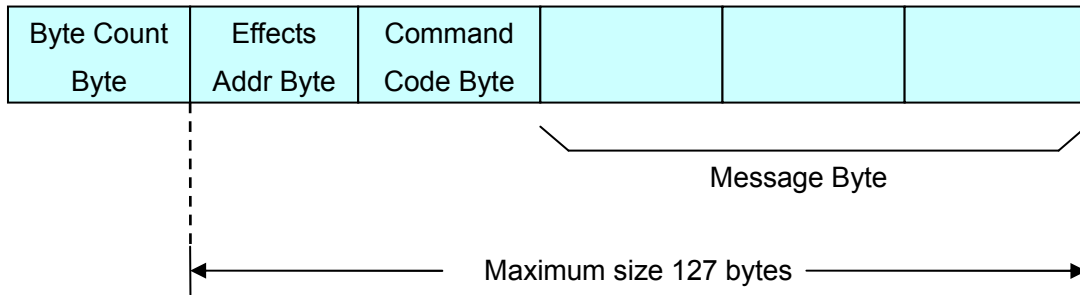 Byte Count
Byte
Effects
Addr Byte
Command
Code Byte
Message Byte
Maximum size 127 bytes